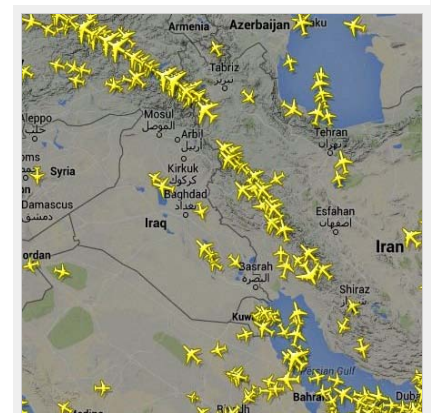 Armenia
Azerbaijan
Tabriz
تبریز
Aleppo
حلب
Mosul
الموصل
Arbil
أربيل
Tehran
تهران
Syria
Kirkuk
كركوك
Baghdad
بغداد
Damascus
دمشق
Iraq
Esfahan
اصفهان
Iran
Basrah
البصرة
Shiraz
Persian Gulf